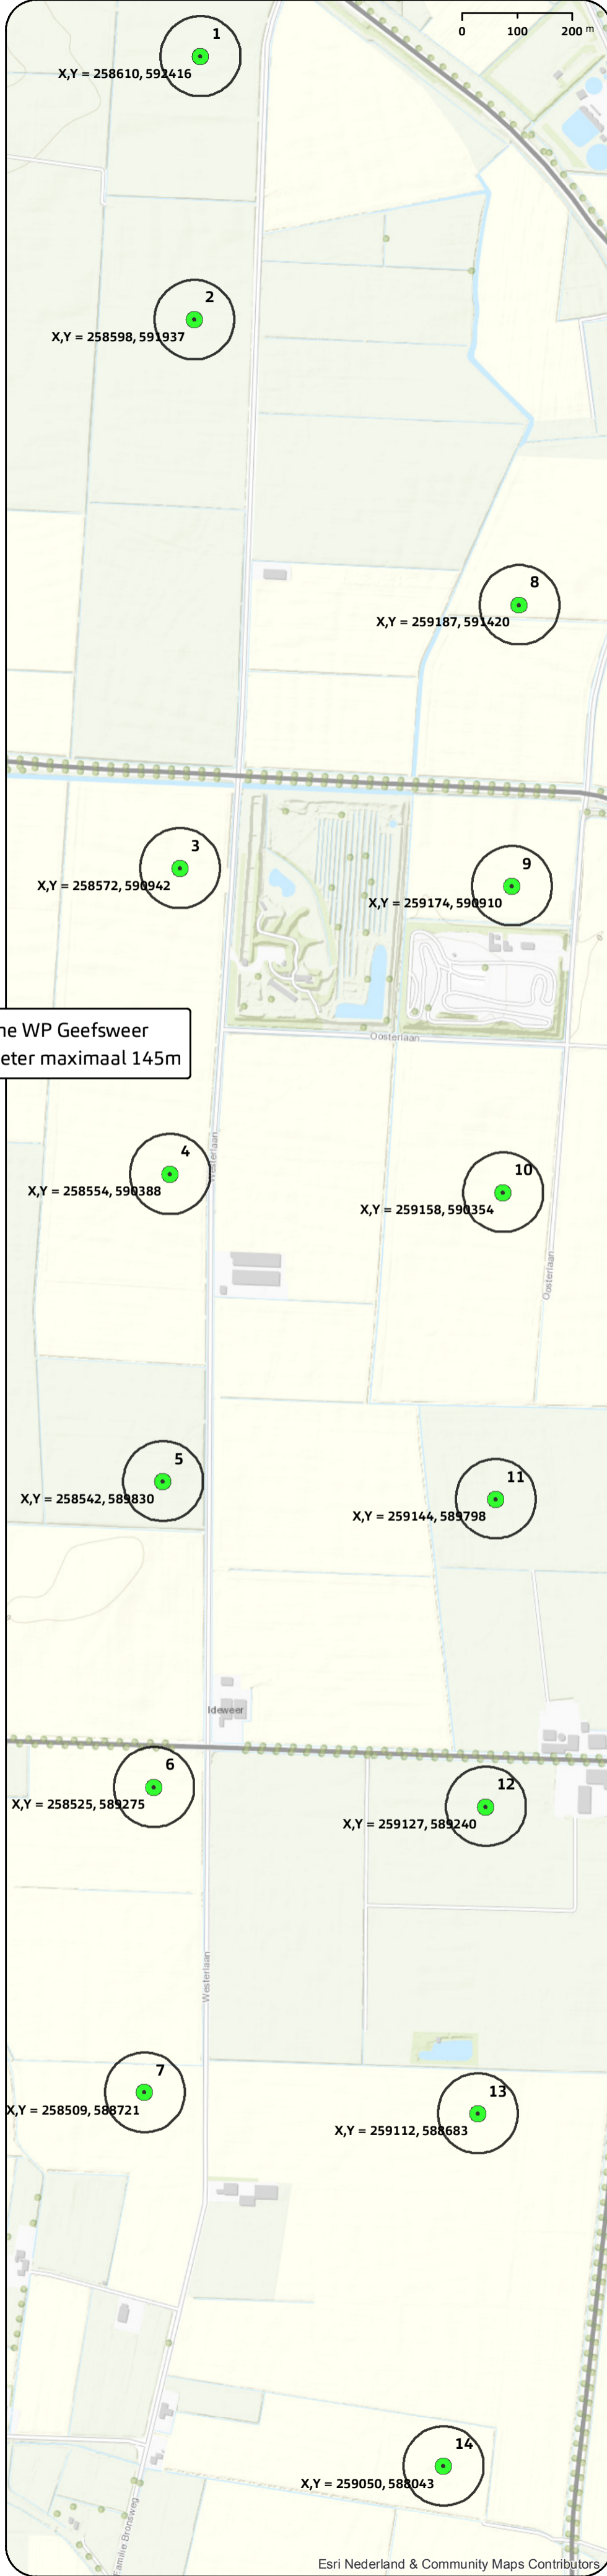 0 100 200 m
1
X,Y = 258610, 592416
2
X,Y = 258598, 591937
8
X,Y = 259187, 591420
3
X,Y = 258572, 590942
9
X,Y = 259174, 590910
ne WP Geefsweer
eter maximaal 145m
Oosterlaan
Westerlaan
4
X,Y = 258554, 590388
10
X,Y = 259158, 590354
Oosterlaan
5
X,Y = 258542, 589830
11
X,Y = 259144, 589798
Ideweer
6
X,Y = 258525, 589275
12
X,Y = 259127, 589240
Westerlaan
7
X,Y = 258509, 588721
13
X,Y = 259112, 588683
14
X,Y = 259050, 588043
Familie Bronsweg
Esri Nederland & Community Maps Contributors